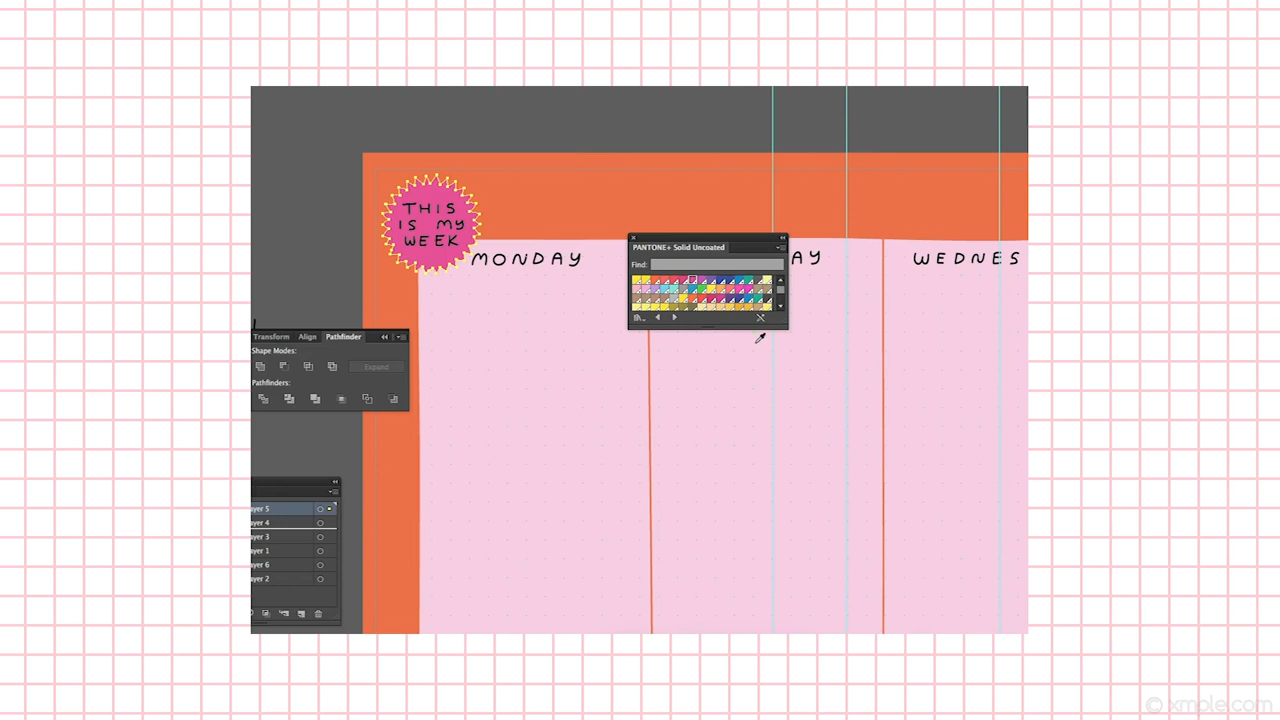 THIS
IS MY
WEEK
MONDAY
AY
WEDNES
PANTONE+ Solid Uncoated
Find:
Transform Align Pathfinder
Shape Modes:
Expand
Pathfinders:
ayer 5
ayer 4
ayer 3
ayer 1
ayer 6
ayer 2
© xmple.com